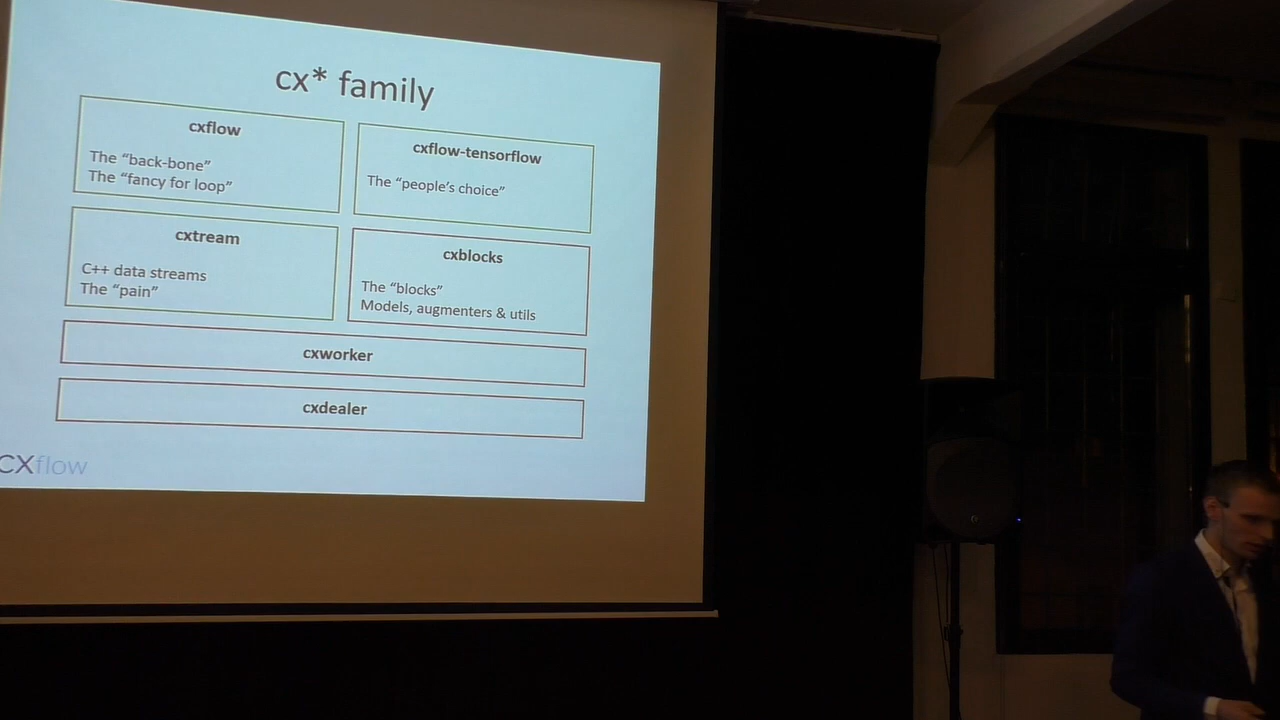 cx* family
cxflow
The “back-bone”
The “fancy for loop”
cxflow-tensorflow
The “people’s choice”
cxtream
C++ data streams
The “pain”
cxblocks
The “blocks”
Models, augmenters & utils
cxworker
cxdealer
CXflow